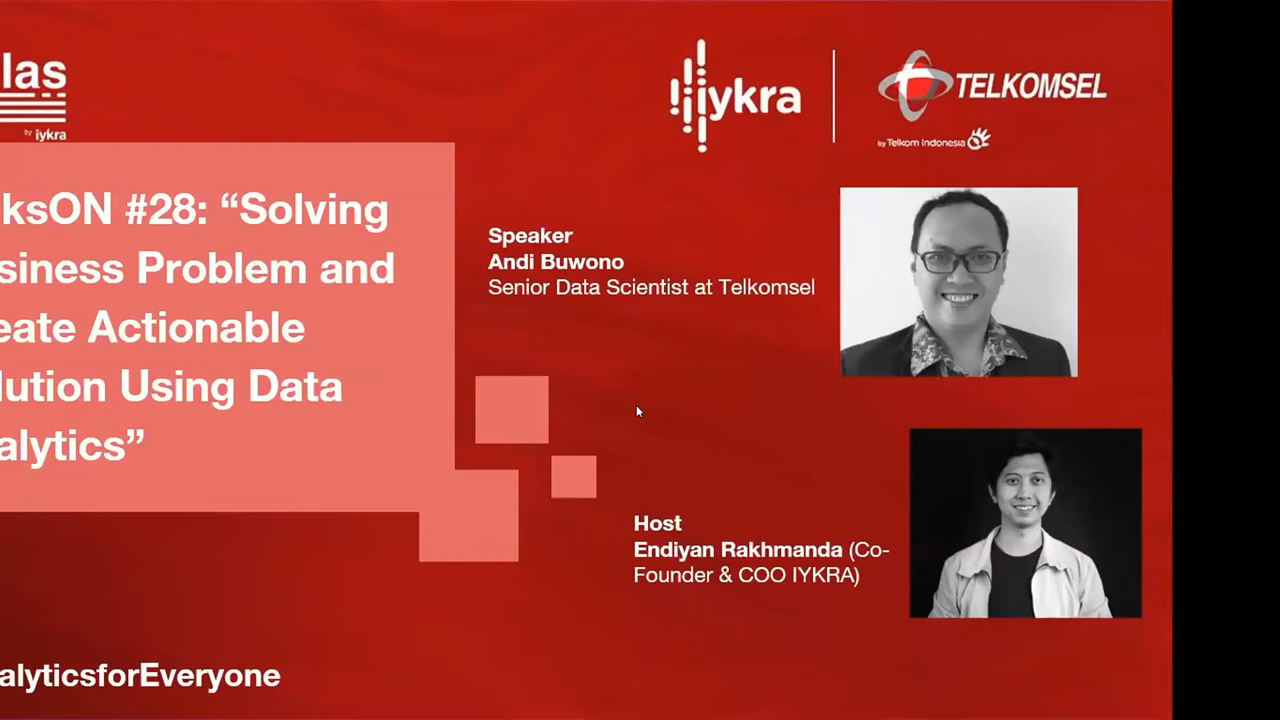 las
by iykra
iykra
TELKOMSEL
by Telkom Indonesia
ksON #28: “Solving
siness Problem and
eate Actionable
lution Using Data
alytics”
Speaker
Andi Buwono
Senior Data Scientist at Telkomsel
Host
Endiyan Rakhmanda (Co-
Founder & COO IYKRA)
alyticsforEveryone